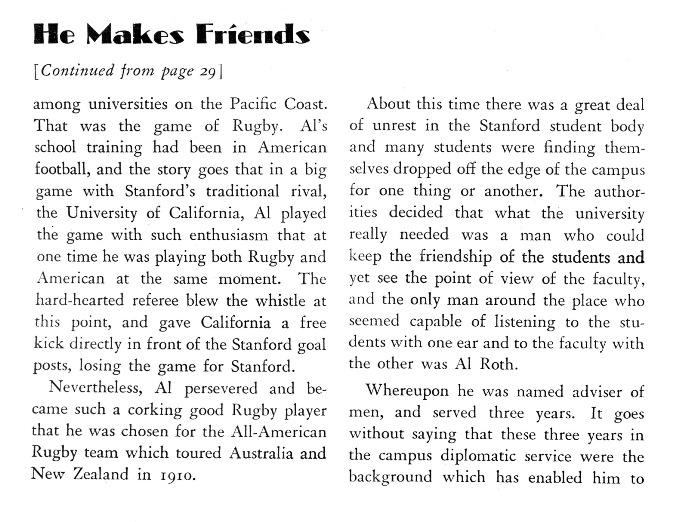 He Makes Friends
[Continued from page 29]
among universities on the Pacific Coast.
That was the game of Rugby. Al's
school training had been in American
football, and the story goes that in a big
game with Stanford's traditional rival,
the University of California, Al played
the game with such enthusiasm that at
one time he was playing both Rugby and
American at the same moment. The
hard-hearted referee blew the whistle at
this point, and gave California a free
kick directly in front of the Stanford goal
posts, losing the game for Stanford.
Nevertheless, Al persevered and be-
came such a corking good Rugby player
that he was chosen for the All-American
Rugby team which toured Australia and
New Zealand in 1910.
About this time there was a great deal
of unrest in the Stanford student body
and many students were finding them-
selves dropped off the edge of the campus
for one thing or another. The author-
ities decided that what the university
really needed was a man who could
keep the friendship of the students and
yet see the point of view of the faculty,
and the only man around the place who
seemed capable of listening to the stu-
dents with one ear and to the faculty with
the other was Al Roth.
Whereupon he was named adviser of
men, and served three years. It goes
without saying that these three years in
the campus diplomatic service were the
background which has enabled him to